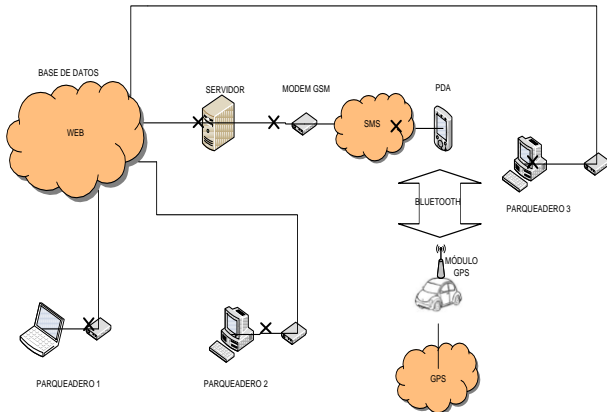 BASE DE DATOS
SERVIDOR
MODEM GSM
PDA
WEB
SMS
BLUETOOTH
PARQUEADERO 3
MÓDULO
GPS
GPS
PARQUEADERO 1
PARQUEADERO 2